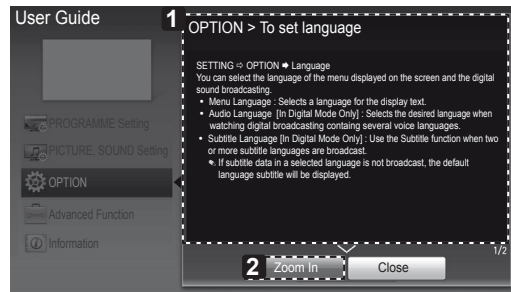 User Guide
1
OPTION > To set language
SETTING ⇨ OPTION ➡ Language
You can select the language of the menu displayed on the screen and the digital
sound broadcasting.
• Menu Language : Selects a language for the display text.
• Audio Language [In Digital Mode Only] : Selects the desired language when
watching digital broadcasting containg several voice languages.
• Subtitle Language [In Digital Mode Only] : Use the Subtitle function when two
or more subtitle languages are broadcast.
If subtitle data in a selected language is not broadcast, the default
language subtitle will be displayed.
PROGRAMME Setting
PICTURE, SOUND Setting
OPTION
Advanced Function
Information
1/2
2
Zoom In
Close